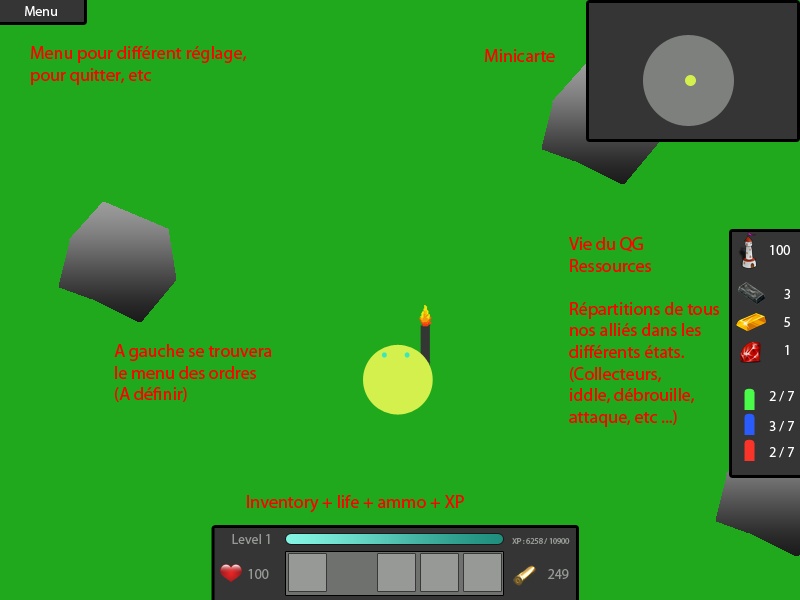 Menu
Menu pour différent réglage,
pour quitter, etc
Minicarte
Vie du QG
Ressources
Répartitions de tous
nos alliés dans les
différents états.
(Collecteurs,
iddle, débrouille,
attaque, etc ...)
100
3
5
1
2 / 7
3 / 7
2 / 7
A gauche se trouvera
le menu des ordres
(A définir)
Inventory + life + ammo + XP
Level 1
XP : 6258 / 10900
100
249